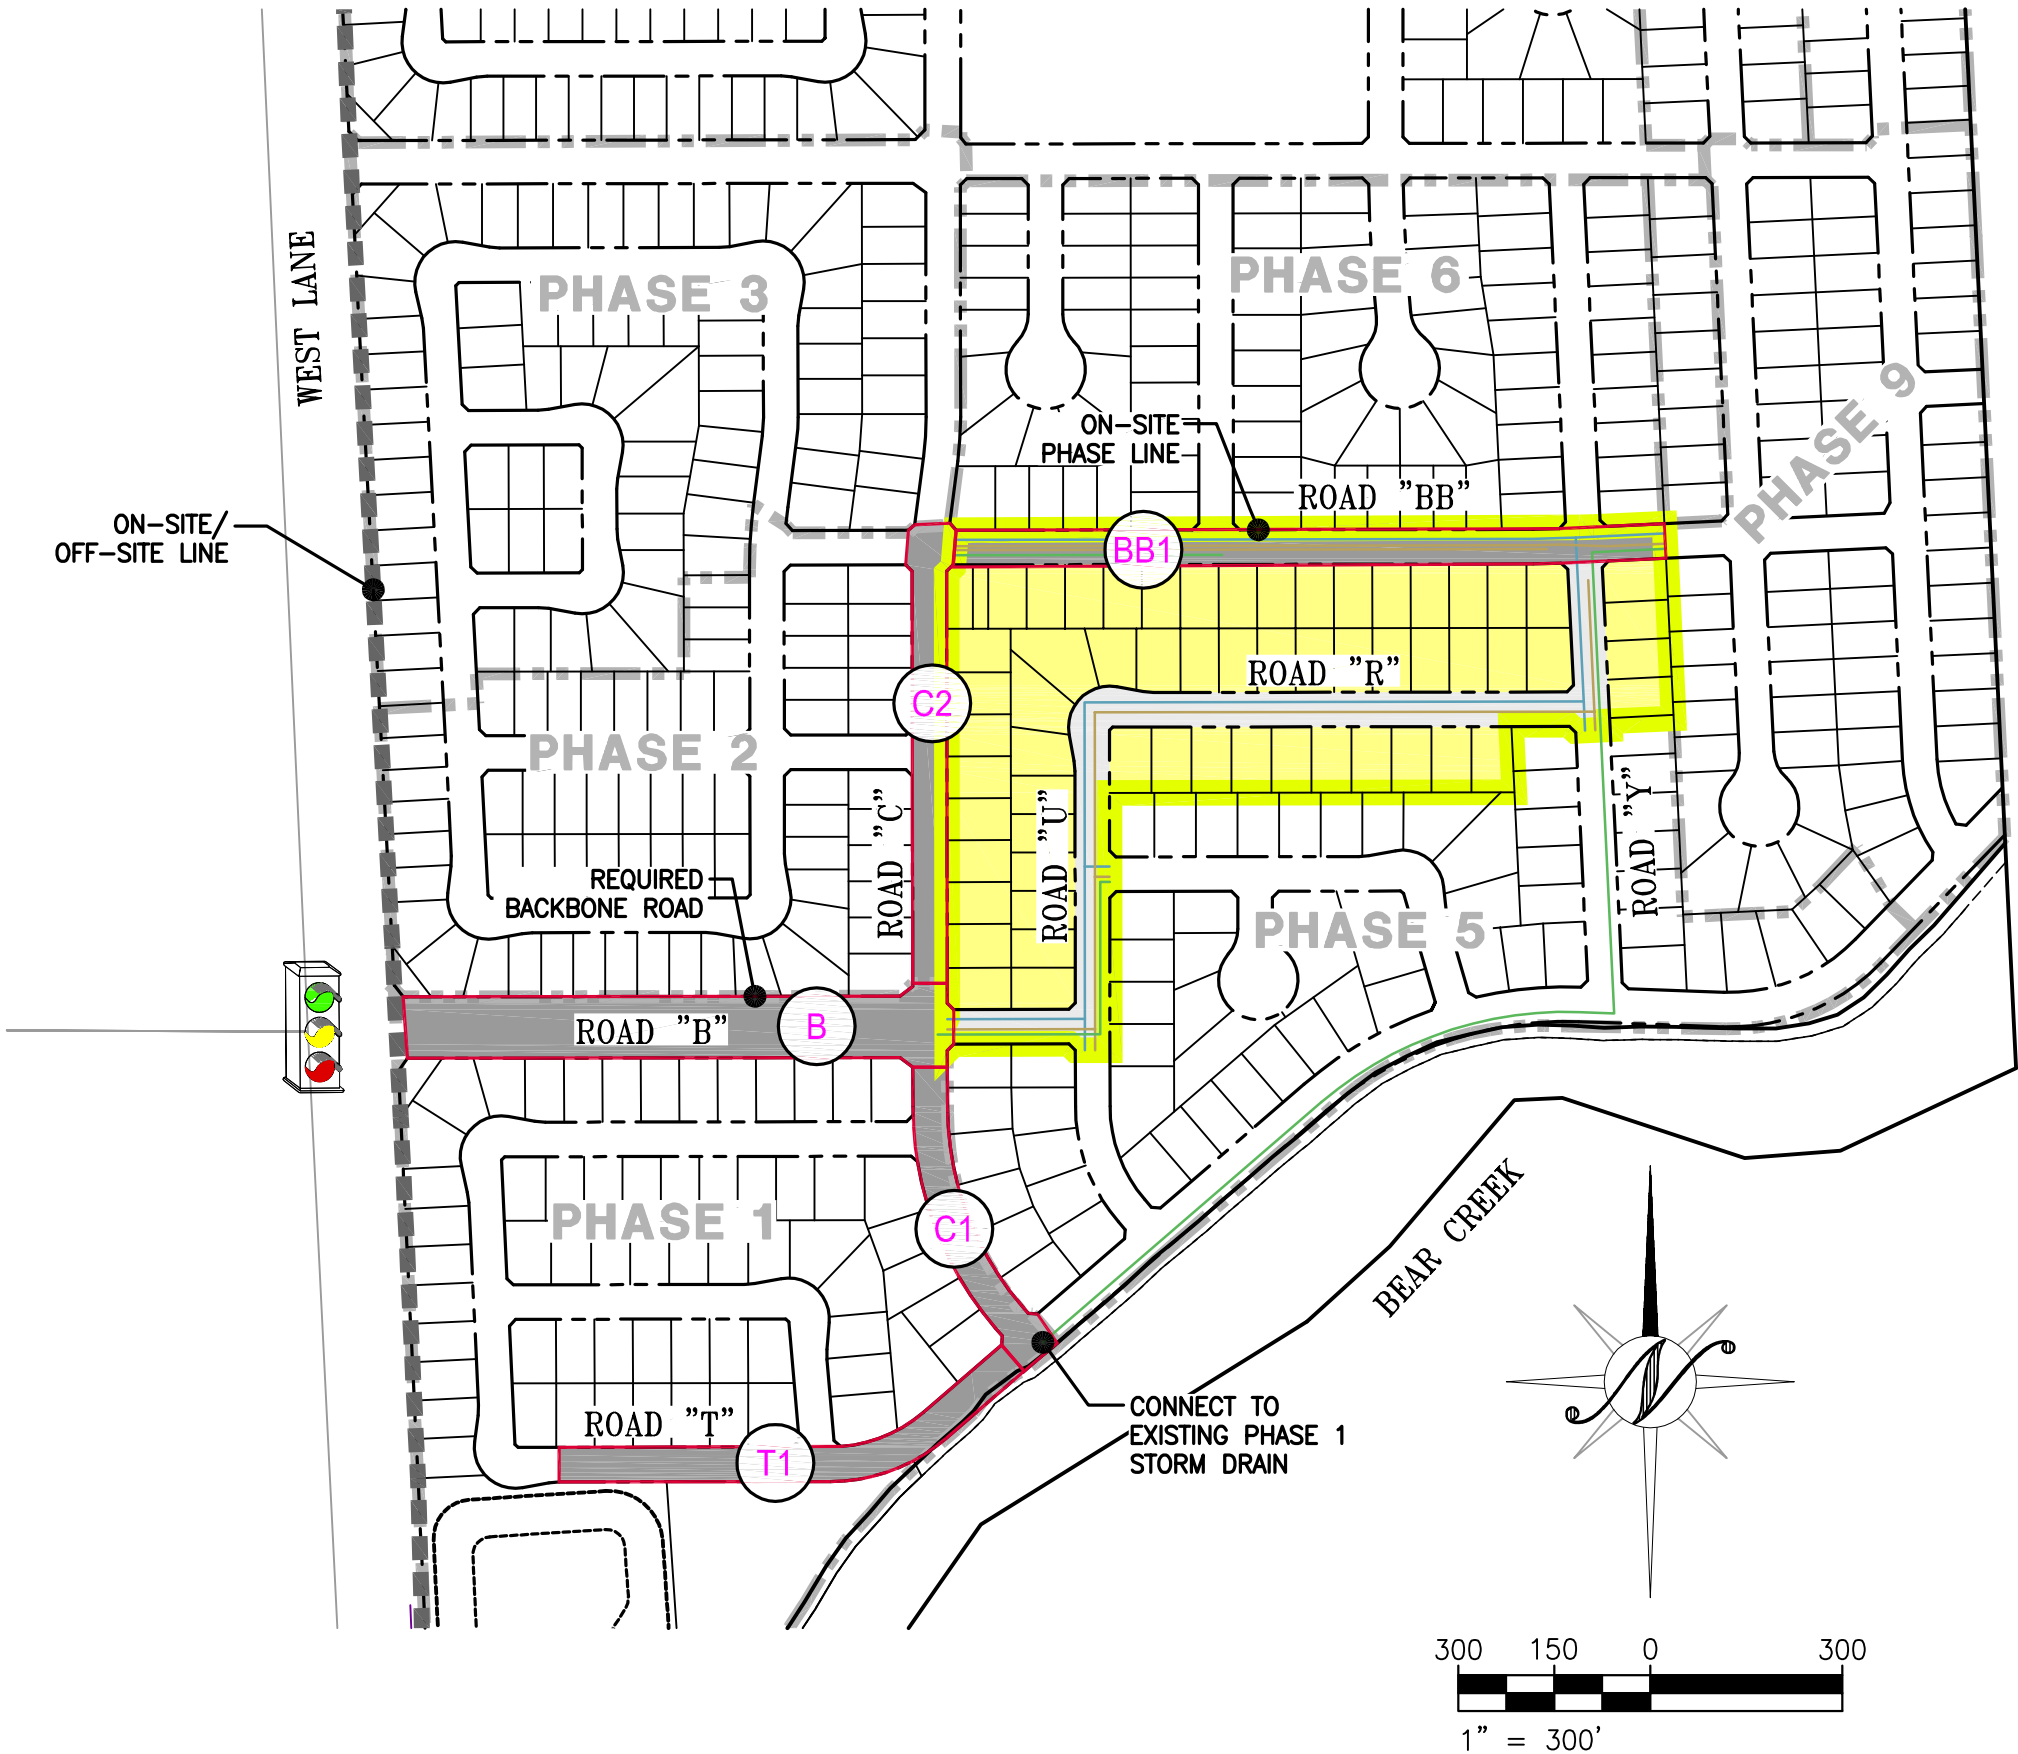 WEST LANE
PHASE 3
PHASE 6
PHASE 9
ON-SITE
PHASE LINE
ROAD "BB"
ON-SITE/
OFF-SITE LINE
BB1
ROAD "R"
C2
PHASE 2
ROAD "C"
ROAD "U"
ROAD "Y"
REQUIRED
BACKBONE ROAD
PHASE 5
ROAD "B"
B
PHASE 1
C1
BEAR CREEK
ROAD "T"
T1
CONNECT TO
EXISTING PHASE 1
STORM DRAIN
300 150 0 300
1" = 300'